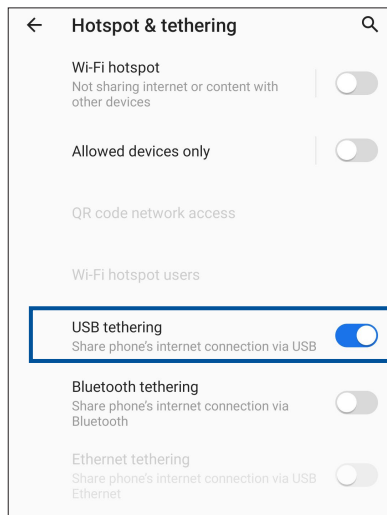 Hotspot & tethering
Wi-Fi hotspot
Not sharing internet or content with
other devices
Allowed devices only
QR code network access
Wi-Fi hotspot users
USB tethering
Share phone's internet connection via USB
Bluetooth tethering
Share phone's internet connection via
Bluetooth
Ethernet tethering
Share phone's internet connection via USB
Ethernet